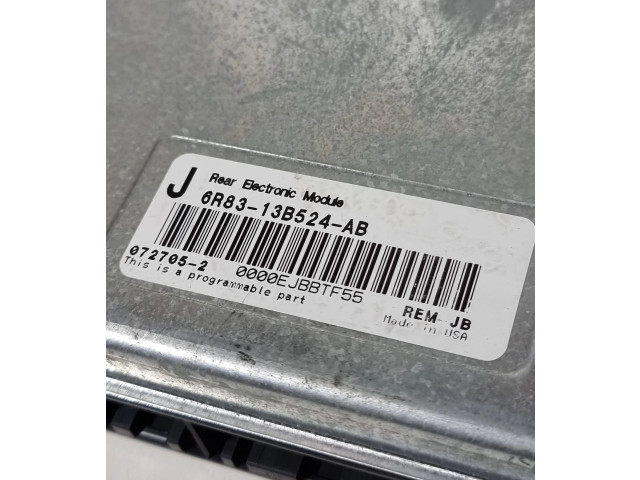 J Rear Electronic Module
6R83-13B524-AB
072705-2 0000EJBBTF55 REM-JB
This is a programmable part Made in USA